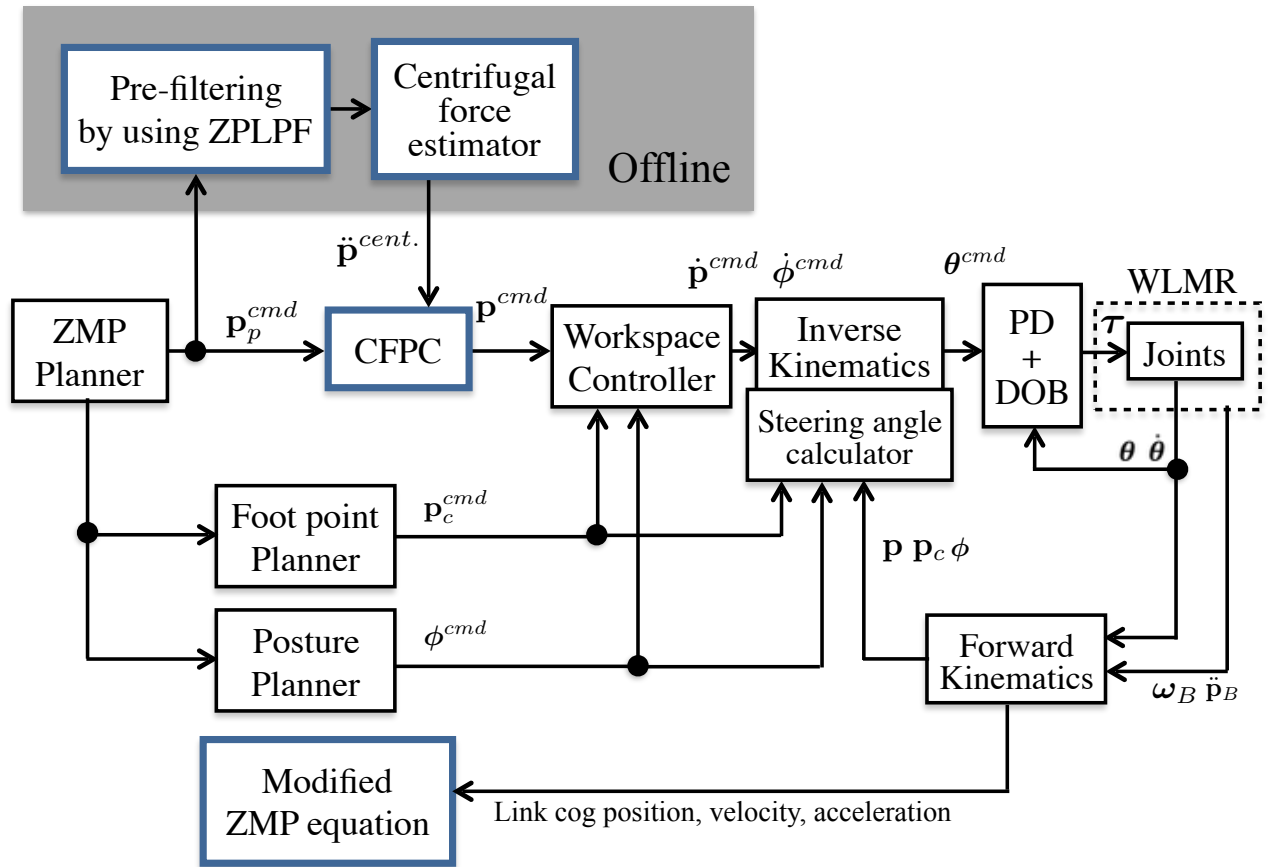 Pre-filtering
by using ZPLPF
Centrifugal
force
estimator
Offline
p̈^{cent.}
ZMP
Planner
p_p^{cmd}
CFPC
p^{cmd}
Workspace
Controller
ṗ^{cmd} ϕ̇^{cmd}
Inverse
Kinematics
Steering angle
calculator
θ^{cmd}
PD
+
DOB
WLMR
τ
Joints
θ θ̇
Foot point
Planner
p_c^{cmd}
p p_c ϕ
Posture
Planner
ϕ^{cmd}
Forward
Kinematics
ω_B p̈_B
Modified
ZMP equation
Link cog position, velocity, acceleration